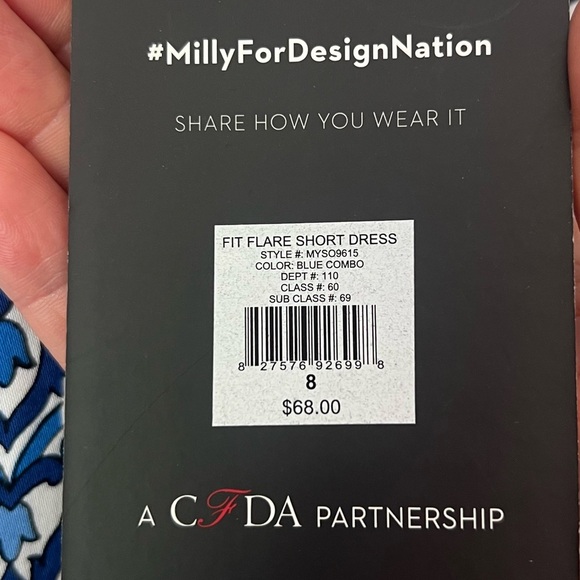 #MillyForDesignNation
SHARE HOW YOU WEAR IT
FIT FLARE SHORT DRESS
STYLE #: MYSO9615
COLOR: BLUE COMBO
DEPT #: 110
CLASS #: 60
SUB CLASS #: 69
8 27576 92699 8
8
$68.00
A CFDA PARTNERSHIP